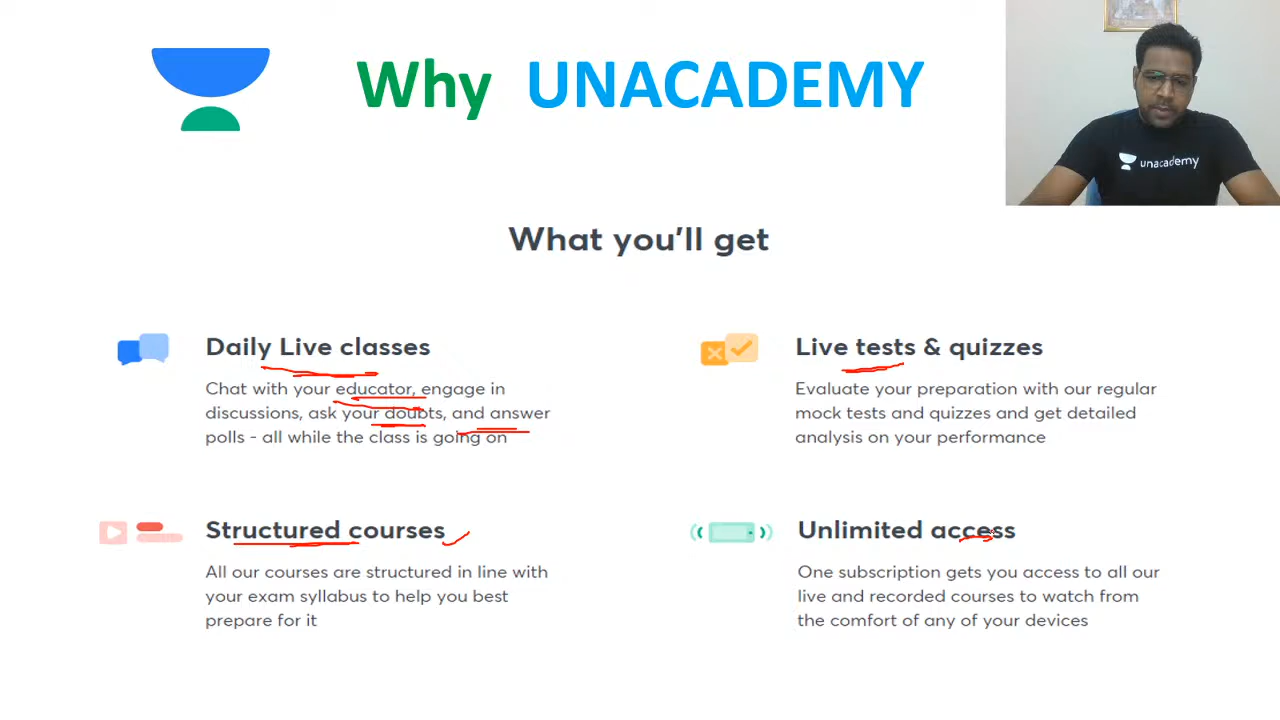 Why UNACADEMY
unacademy
What you'll get
Daily Live classes
Chat with your educator, engage in
discussions, ask your doubts, and answer
polls - all while the class is going on
Live tests & quizzes
Evaluate your preparation with our regular
mock tests and quizzes and get detailed
analysis on your performance
Structured courses
All our courses are structured in line with
your exam syllabus to help you best
prepare for it
Unlimited access
One subscription gets you access to all our
live and recorded courses to watch from
the comfort of any of your devices